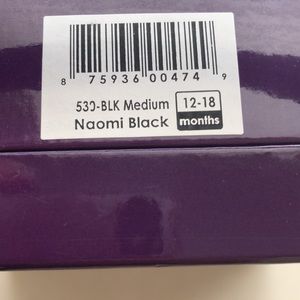 8 75936 00474 9
530-BLK Medium 12-18
Naomi Black months